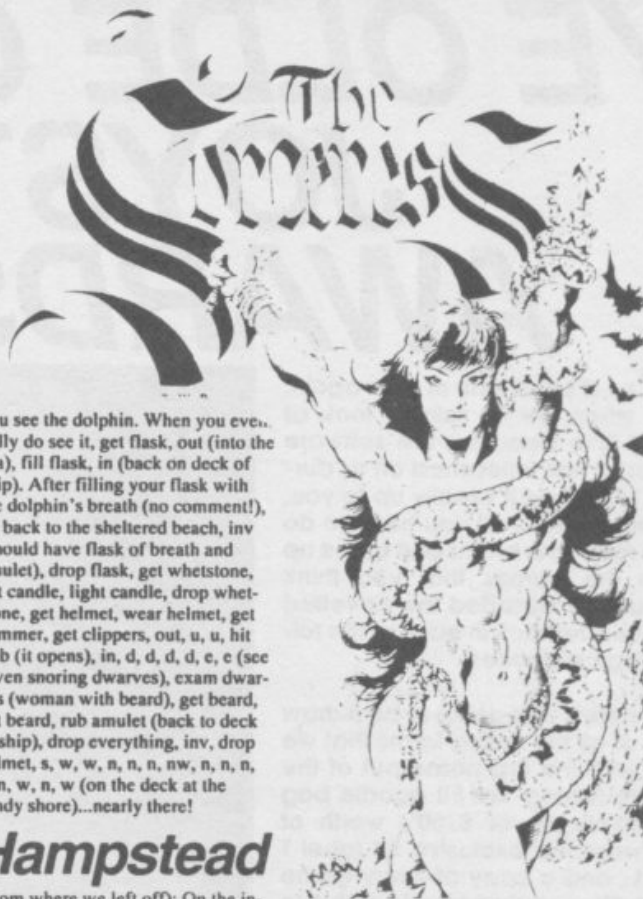 The
u see the dolphin. When you even
lly do see it, get flask, out (into the
), fill flask, in (back on deck of
ip). After filling your flask with
e dolphin's breath (no comment!),
back to the sheltered beach, inv
ould have flask of breath and
ulet), drop flask, get whetstone,
t candle, light candle, drop whet-
ne, get helmet, wear helmet, get
mmer, get clippers, out, u, u, hit
b (it opens), in, d, d, d, d, e, e (see
ven snoring dwarves), exam dwar-
s (woman with beard), get beard,
t beard, rub amulet (back to deck
ship), drop everything, inv, drop
lmet, s, w, w, n, n, n, nw, n, n, n,
n, w, n, w (on the deck at the
ndy shore)...nearly there!
Hampstead
om where we left off): On the in-